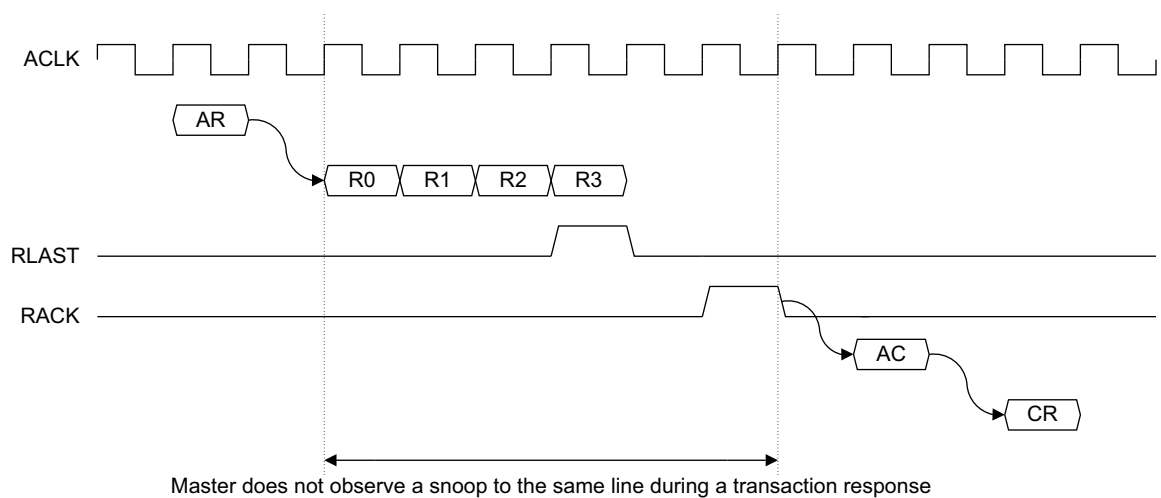 ACLK
AR
R0 R1 R2 R3
RLAST
RACK
AC
CR
Master does not observe a snoop to the same line during a transaction response